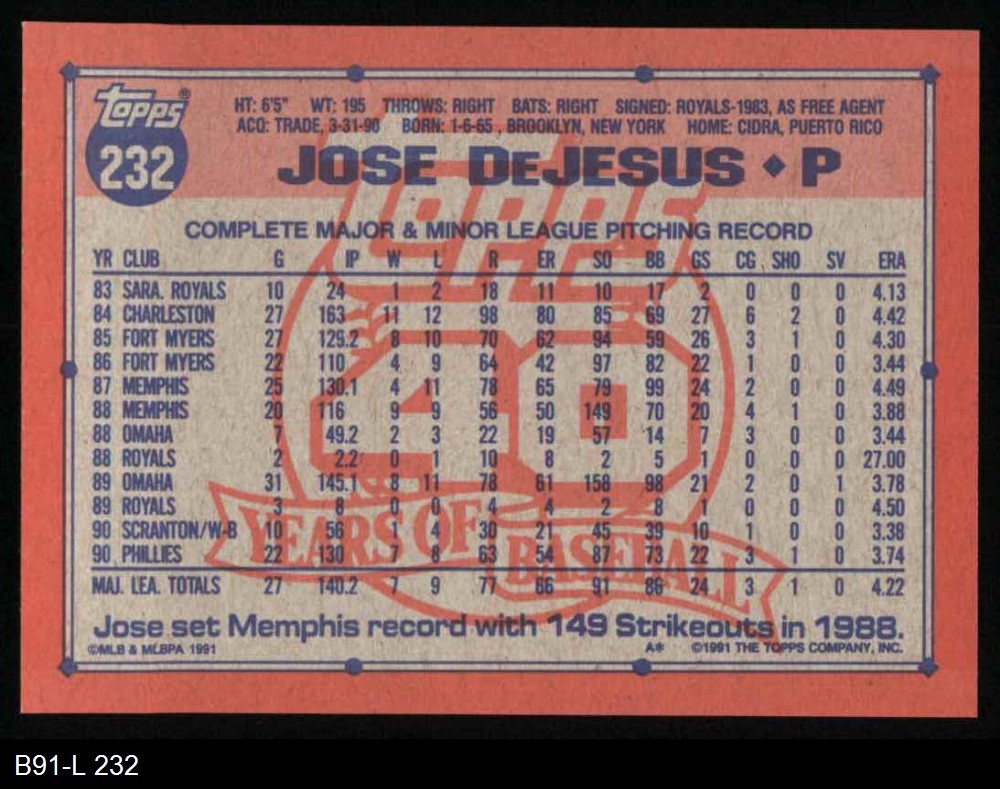 Topps®
232
HT: 6'5" WT: 195 THROWS: RIGHT BATS: RIGHT SIGNED: ROYALS-1983, AS FREE AGENT
ACQ: TRADE, 3-31-90 BORN: 1-6-65, BROOKLYN, NEW YORK HOME: CIDRA, PUERTO RICO
JOSE DeJESUS ♦ P
Topps
40
YEARS OF BASEBALL
COMPLETE MAJOR & MINOR LEAGUE PITCHING RECORD
YR CLUB G IP W L R ER SO BB GS CG SHO SV ERA
83 SARA. ROYALS 10 24 1 2 18 11 10 17 2 0 0 0 4.13
84 CHARLESTON 27 163 11 12 98 80 85 69 27 6 2 0 4.42
85 FORT MYERS 27 129.2 8 10 70 62 94 59 26 3 1 0 4.30
86 FORT MYERS 22 110 4 9 64 42 97 82 22 1 0 0 3.44
87 MEMPHIS 25 130.1 4 11 78 65 79 99 24 2 0 0 4.49
88 MEMPHIS 20 116 9 9 56 50 149 70 20 4 1 0 3.88
88 OMAHA 7 49.2 2 3 22 19 57 14 7 3 0 0 3.44
88 ROYALS 2 2.2 0 1 10 8 2 5 1 0 0 0 27.00
89 OMAHA 31 145.1 8 11 78 61 158 98 21 2 0 1 3.78
89 ROYALS 3 8 0 0 4 4 2 8 1 0 0 0 4.50
90 SCRANTON/W-B 10 56 1 4 30 21 45 39 10 1 0 0 3.38
90 PHILLIES 22 130 7 8 63 54 87 73 22 3 1 0 3.74
MAJ. LEA. TOTALS 27 140.2 7 9 77 66 91 86 24 3 1 0 4.22
Jose set Memphis record with 149 Strikeouts in 1988.
©MLB & MLBPA 1991 A* ©1991 THE TOPPS COMPANY, INC.
B91-L 232